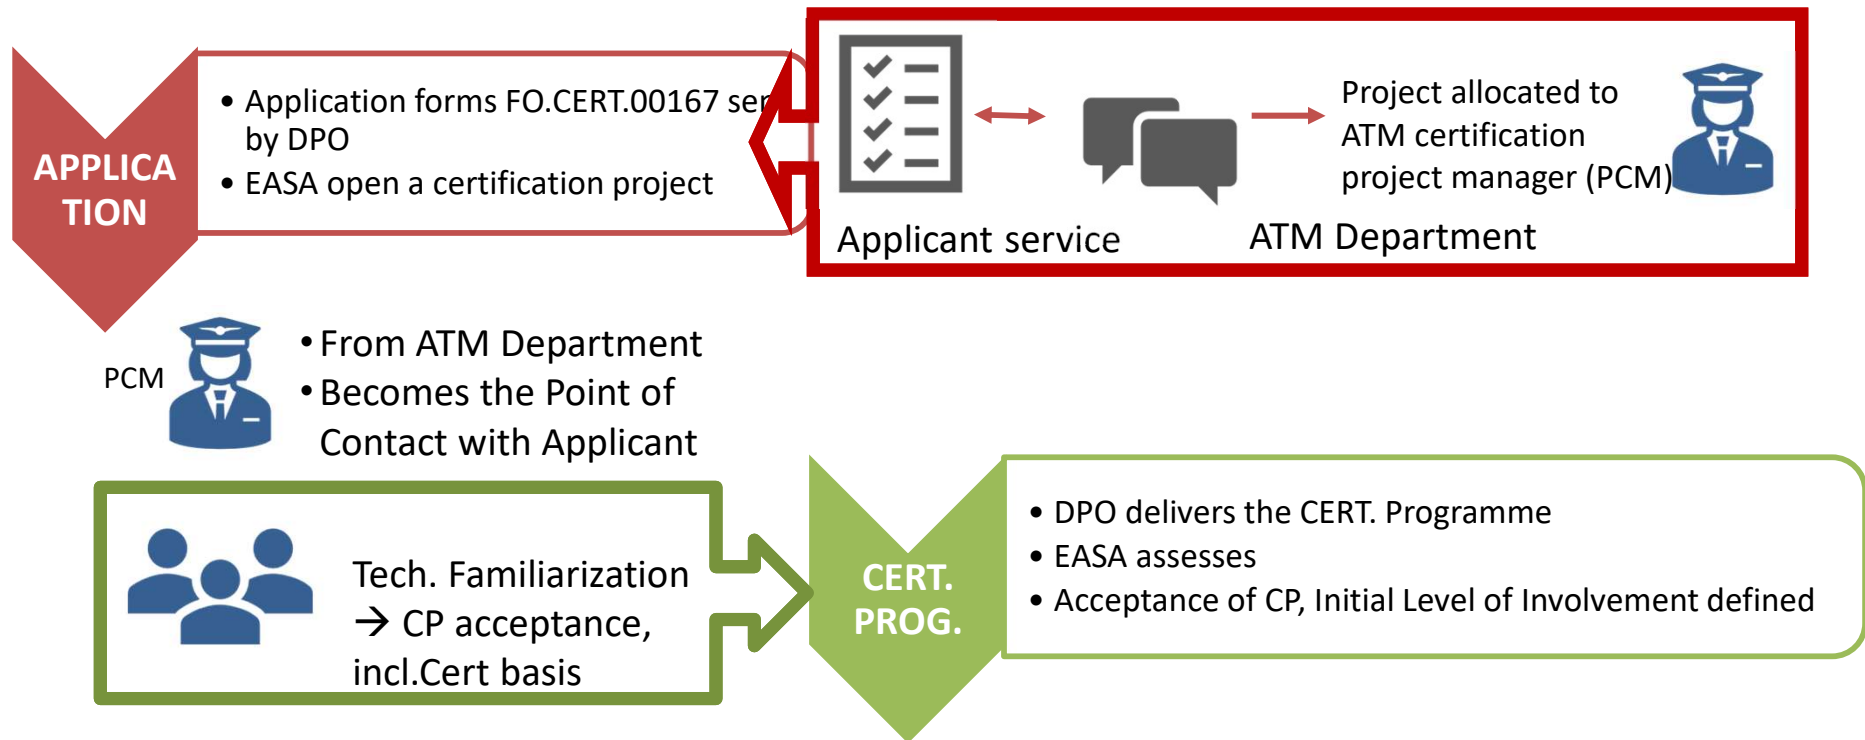 APPLICA
TION
• Application forms FO.CERT.00167
by DPO
• EASA open a certification project
Applicant service
ATM Department
Project allocated to
ATM certification
project manager (PCM)
PCM
• From ATM Department
• Becomes the Point of
Contact with Applicant
Tech. Familiarization
→ CP acceptance,
incl.Cert basis
CERT.
PROG.
• DPO delivers the CERT. Programme
• EASA assesses
• Acceptance of CP, Initial Level of Involvement defined